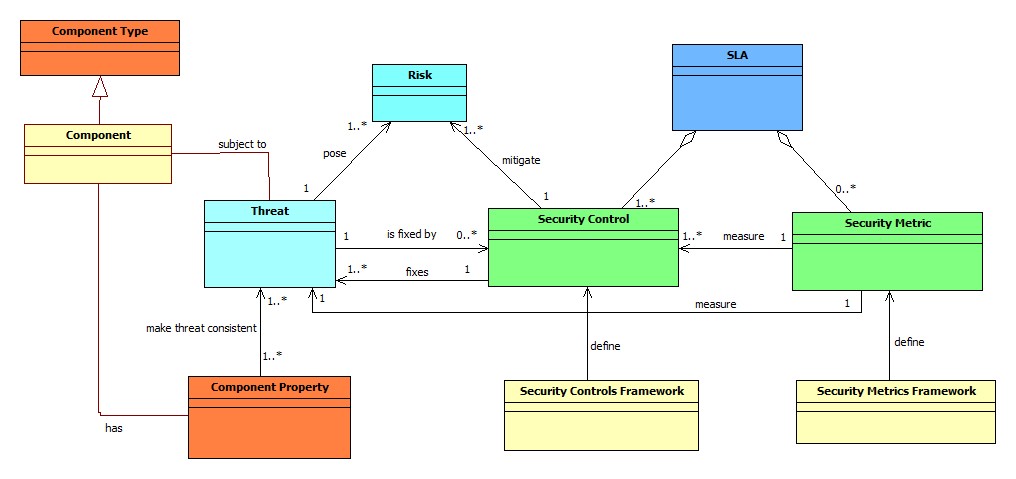 Component Type
SLA
Risk
Component
1..*
1..*
subject to
pose
mitigate
1
1
0..*
1..*
Threat
Security Control
Security Metric
1
is fixed by
0..*
1..*
measure
1
1..*
fixes
1
1..*
1
measure
1
make threat consistent
define
define
1..*
Component Property
Security Controls Framework
Security Metrics Framework
has